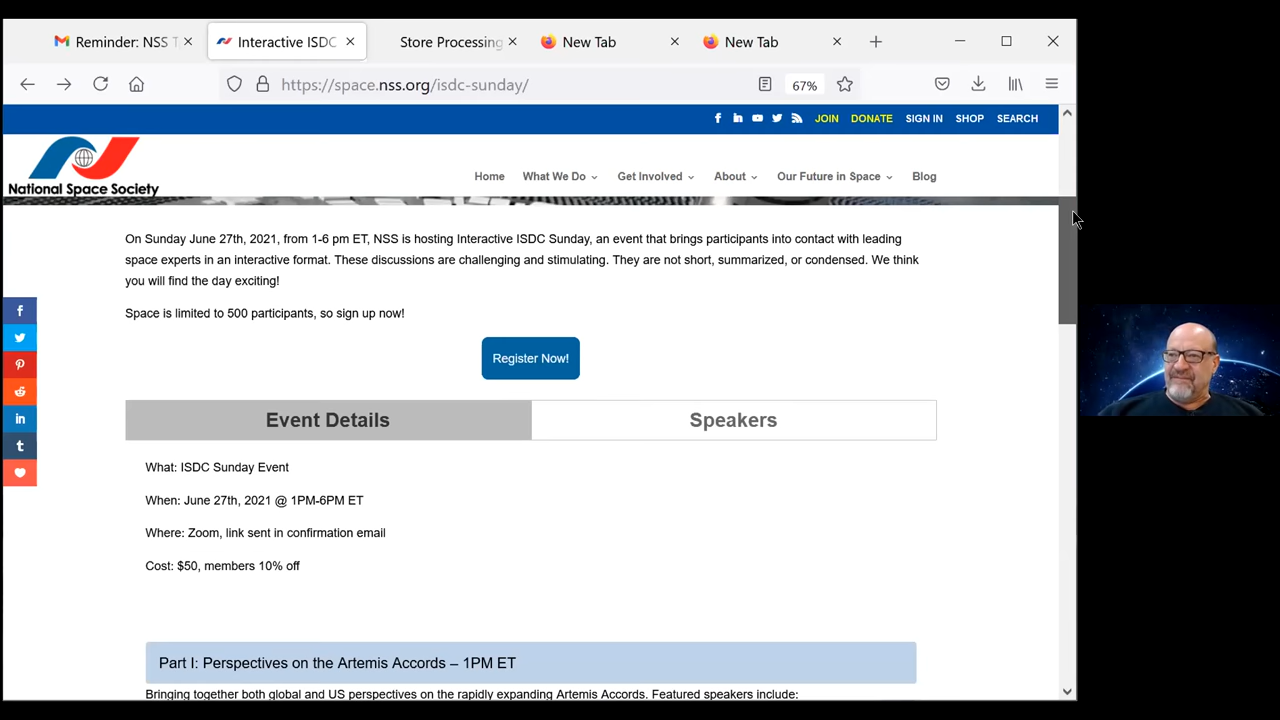 Reminder: NSS T
Interactive ISDC
Store Processing
New Tab
New Tab
https://space.nss.org/isdc-sunday/
67%
JOIN DONATE SIGN IN SHOP SEARCH
National Space Society
Home What We Do Get Involved About Our Future in Space Blog
On Sunday June 27th, 2021, from 1-6 pm ET, NSS is hosting Interactive ISDC Sunday, an event that brings participants into contact with leading
space experts in an interactive format. These discussions are challenging and stimulating. They are not short, summarized, or condensed. We think
you will find the day exciting!
Space is limited to 500 participants, so sign up now!
Register Now!
Event Details
Speakers
What: ISDC Sunday Event
When: June 27th, 2021 @ 1PM-6PM ET
Where: Zoom, link sent in confirmation email
Cost: $50, members 10% off
Part I: Perspectives on the Artemis Accords – 1PM ET
Bringing together both global and US perspectives on the rapidly expanding Artemis Accords. Featured speakers include: